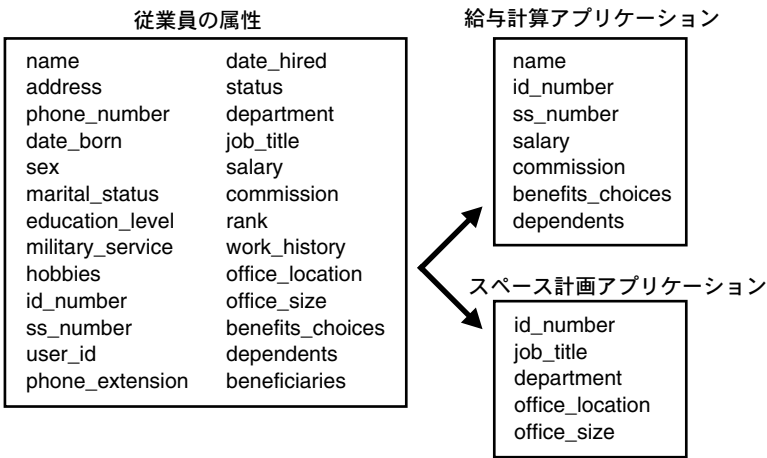 従業員の属性
name
address
phone_number
date_born
sex
marital_status
education_level
military_service
hobbies
id_number
ss_number
user_id
phone_extension
date_hired
status
department
job_title
salary
commission
rank
work_history
office_location
office_size
benefits_choices
dependents
beneficiaries
給与計算アプリケーション
name
id_number
ss_number
salary
commission
benefits_choices
dependents
スペース計画アプリケーション
id_number
job_title
department
office_location
office_size